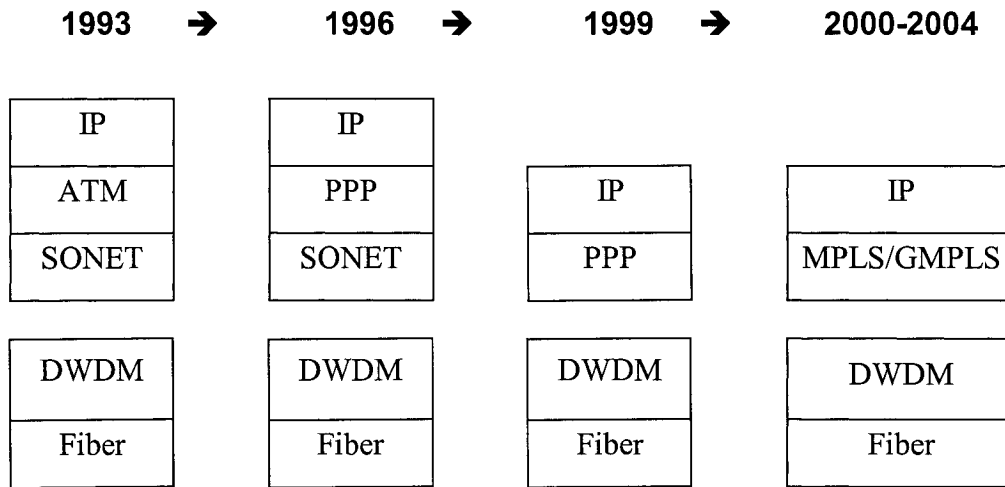 1993 → 1996 → 1999 → 2000-2004
IP IP
ATM PPP IP IP
SONET SONET PPP MPLS/GMPLS
DWDM DWDM DWDM DWDM
Fiber Fiber Fiber Fiber